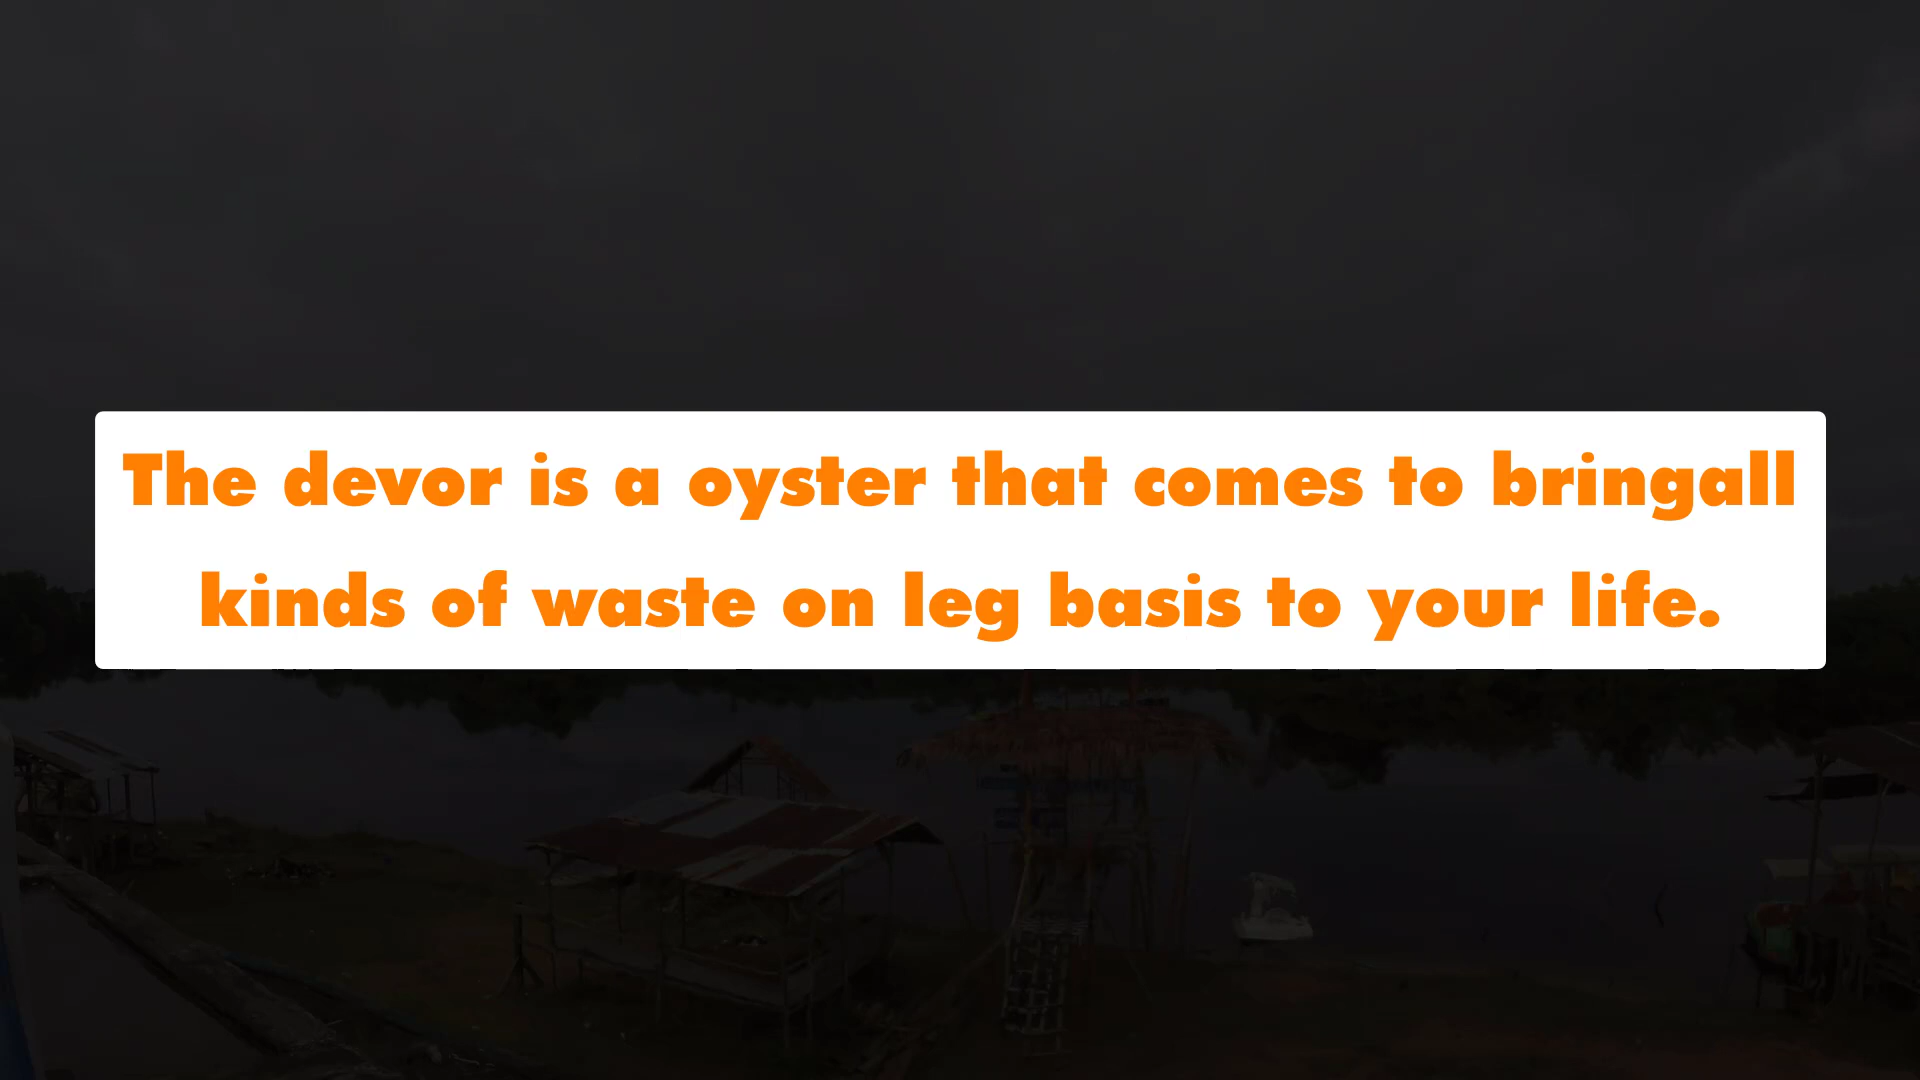 The devor is a oyster that comes to bringall
kinds of waste on leg basis to your life.